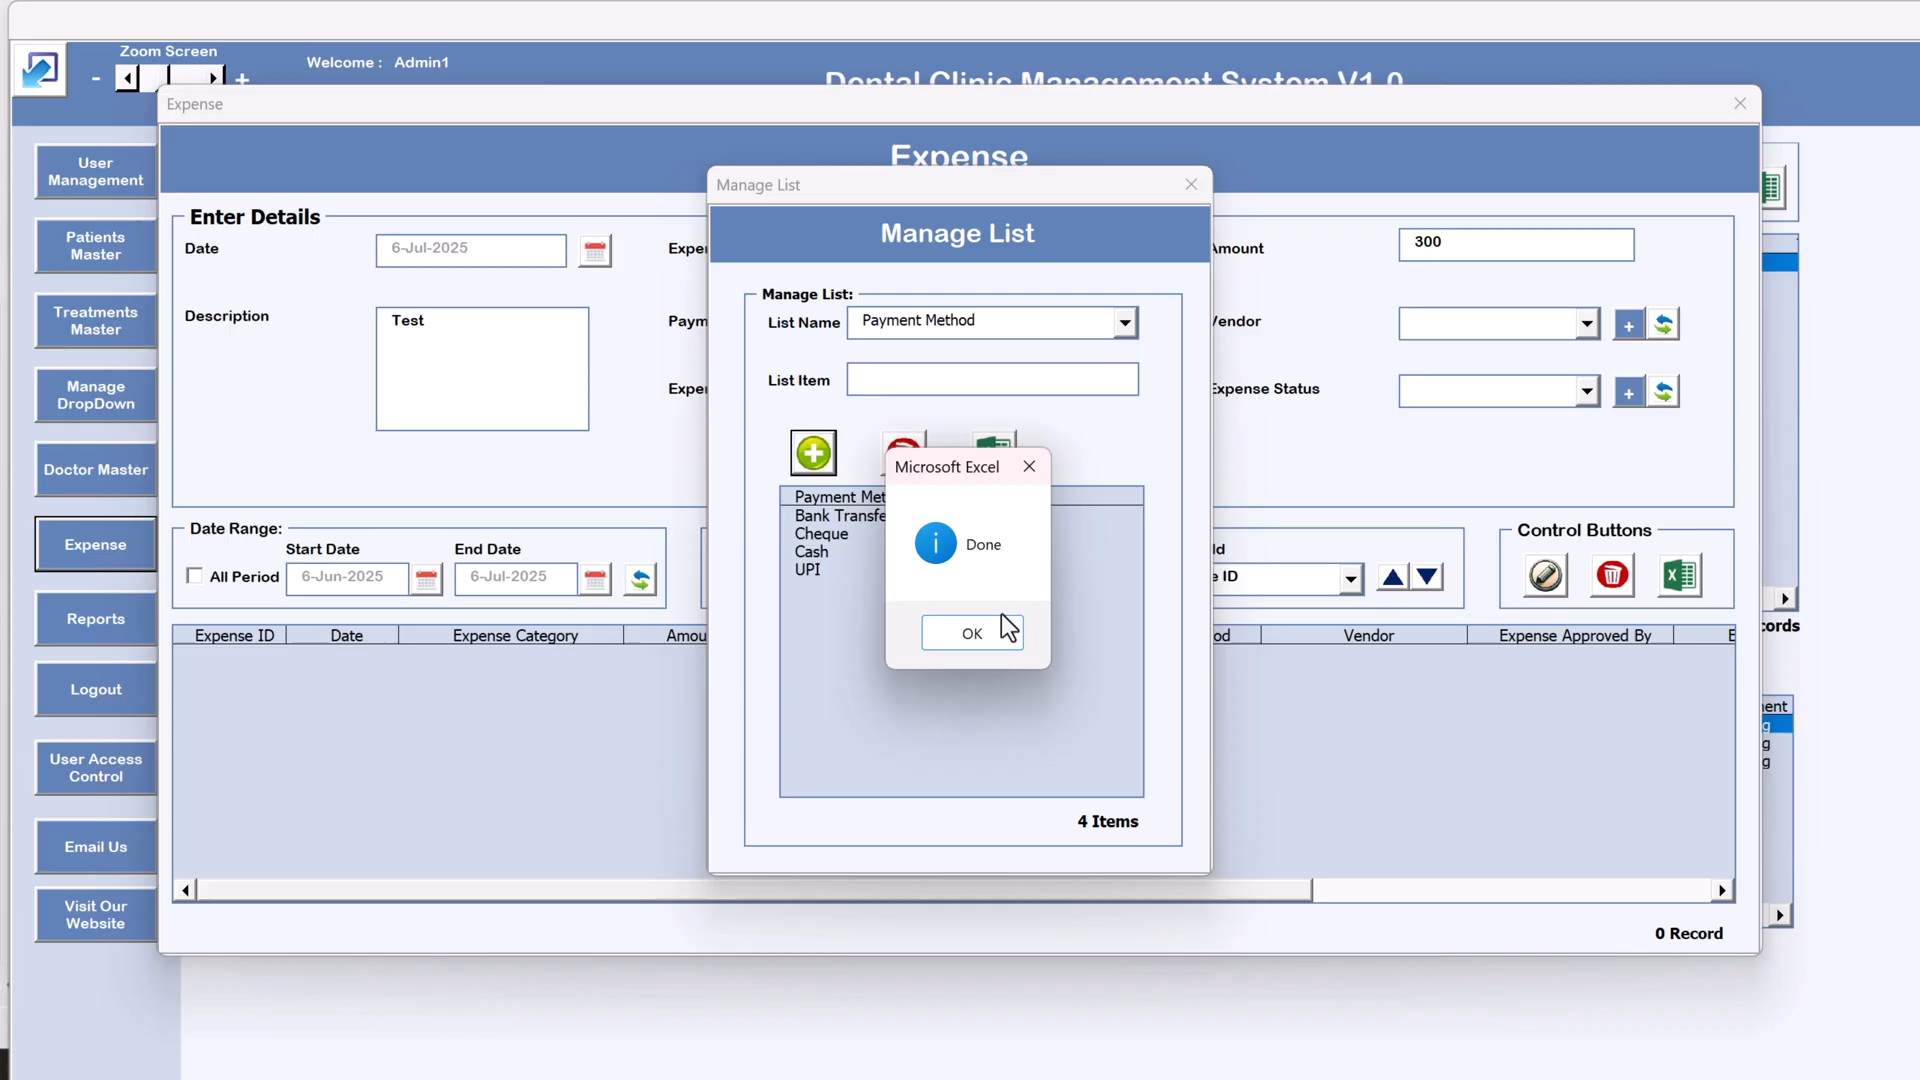 Zoom Screen
- +
Welcome : Admin1
Dental Clinic Management System V1.0
User
Management
Patients
Master
Treatments
Master
Manage
DropDown
Doctor Master
Expense
Reports
Logout
User Access
Control
Email Us
Visit Our
Website
Expense
Expense
Enter Details
Date
6-Jul-2025
Description
Test
Amount
300
Vendor
+
Expense Status
+
Manage List
Manage List
Manage List:
List Name
Payment Method
List Item
Bank Transfe
Cheque
Cash
UPI
4 Items
Microsoft Excel
Done
OK
Date Range:
Start Date
End Date
All Period
6-Jun-2025
6-Jul-2025
ID
Control Buttons
Expense ID
Date
Expense Category
Amou
Vendor
Expense Approved By
0 Record